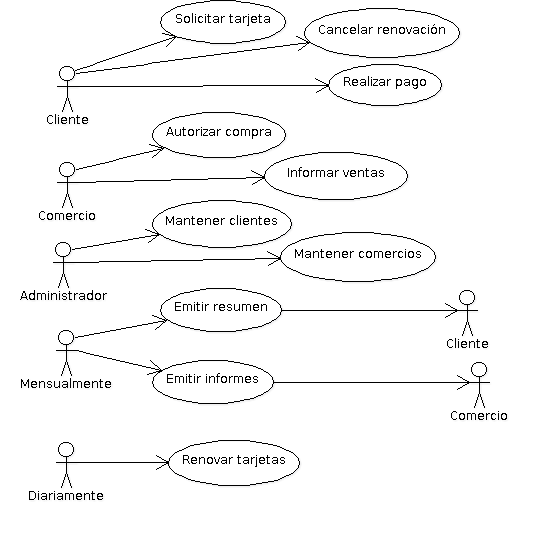 Solicitar tarjeta
Cancelar renovación
Realizar pago
Cliente
Autorizar compra
Informar ventas
Comercio
Mantener clientes
Mantener comercios
Administrador
Emitir resumen
Cliente
Mensualmente
Emitir informes
Comercio
Renovar tarjetas
Diariamente